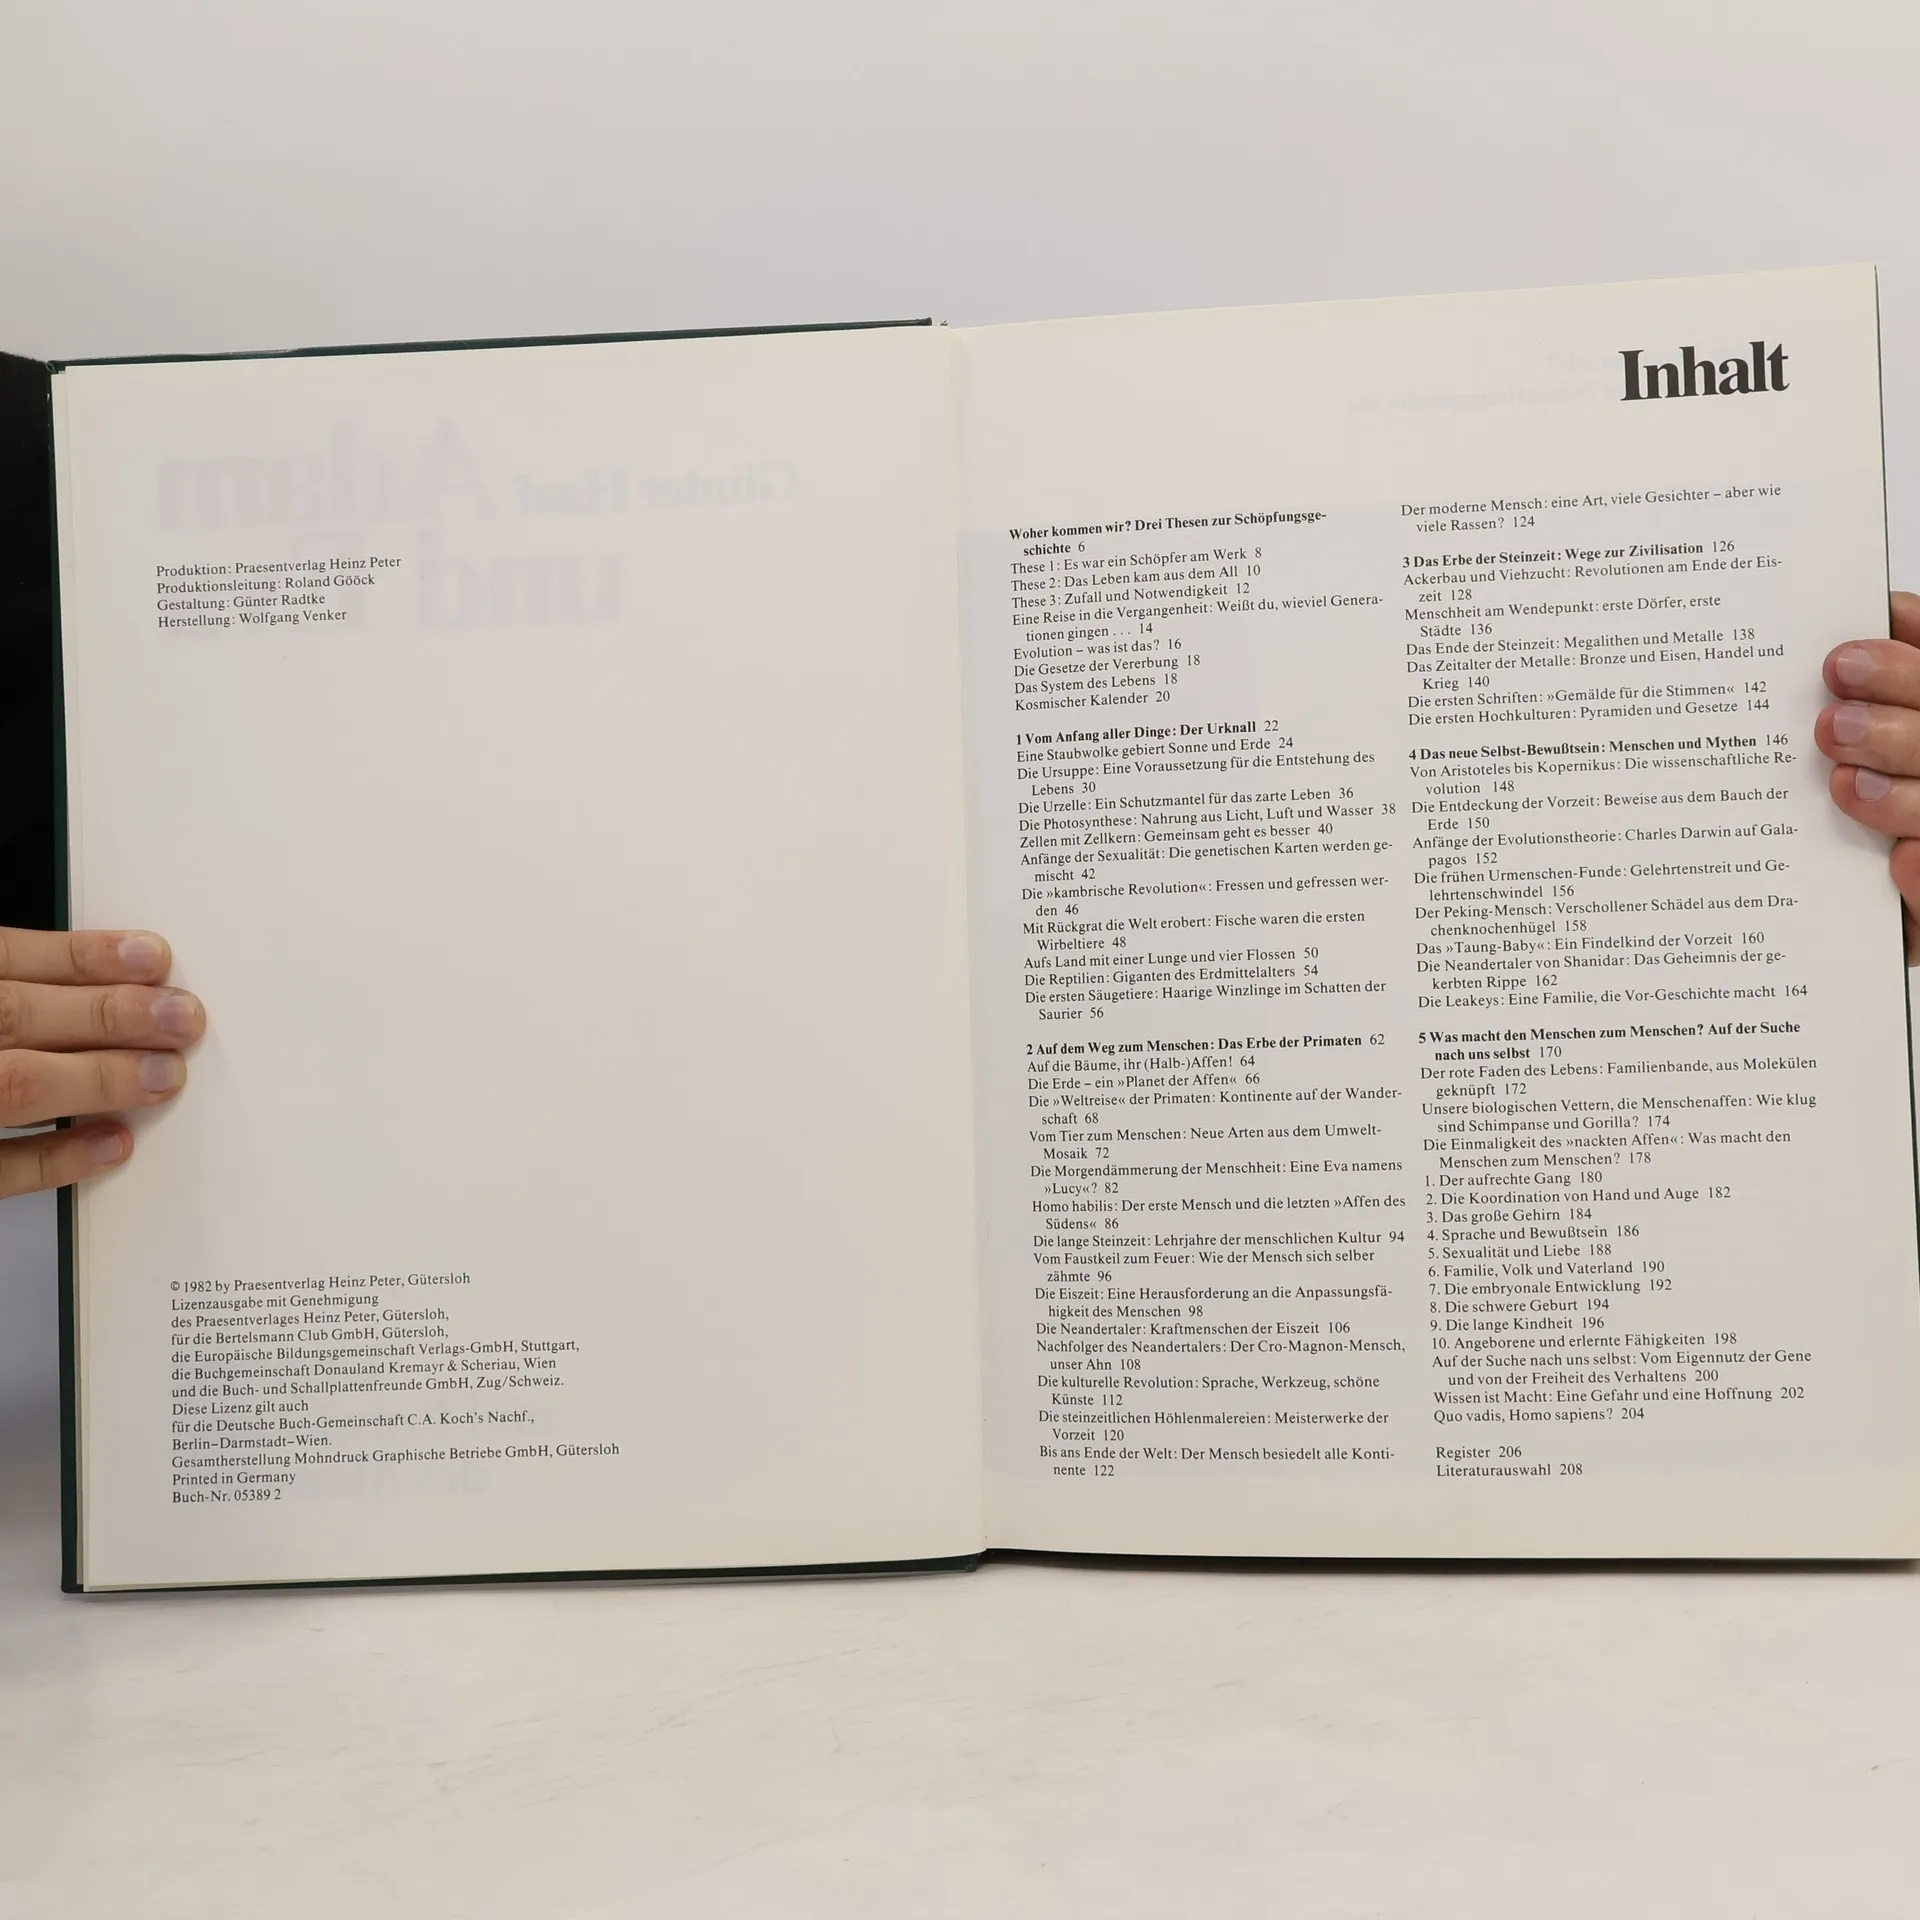 Produktion: Praesentverlag Heinz Peter
Produktionsleitung: Roland Gööck
Gestaltung: Günter Radtke
Herstellung: Wolfgang Venker
© 1982 by Praesentverlag Heinz Peter, Gütersloh
Lizenzausgabe mit Genehmigung
des Praesentverlages Heinz Peter, Gütersloh,
für die Bertelsmann Club GmbH, Gütersloh,
die Europäische Bildungsgemeinschaft Verlags-GmbH, Stuttgart,
die Buchgemeinschaft Donauland Kremayr & Scheriau, Wien
und die Buch- und Schallplattenfreunde GmbH, Zug/Schweiz.
Diese Lizenz gilt auch
für die Deutsche Buch-Gemeinschaft C.A. Koch's Nachf.,
Berlin–Darmstadt–Wien.
Gesamtherstellung Mohndruck Graphische Betriebe GmbH, Gütersloh
Printed in Germany
Buch-Nr. 05389 2
Inhalt
Woher kommen wir? Drei Thesen zur Schöpfungsge-
schichte 6
These 1: Es war ein Schöpfer am Werk 8
These 2: Das Leben kam aus dem All 10
These 3: Zufall und Notwendigkeit 12
Eine Reise in die Vergangenheit: Weißt du, wieviel Genera-
tionen gingen . . . 14
Evolution – was ist das? 16
Die Gesetze der Vererbung 18
Das System des Lebens 18
Kosmischer Kalender 20
1 Vom Anfang aller Dinge: Der Urknall 22
Eine Staubwolke gebiert Sonne und Erde 24
Die Ursuppe: Eine Voraussetzung für die Entstehung des
Lebens 30
Die Urzelle: Ein Schutzmantel für das zarte Leben 36
Die Photosynthese: Nahrung aus Licht, Luft und Wasser 38
Zellen mit Zellkern: Gemeinsam geht es besser 40
Anfänge der Sexualität: Die genetischen Karten werden ge-
mischt 42
Die »kambrische Revolution«: Fressen und gefressen wer-
den 46
Mit Rückgrat die Welt erobert: Fische waren die ersten
Wirbeltiere 48
Aufs Land mit einer Lunge und vier Flossen 50
Die Reptilien: Giganten des Erdmittelalters 54
Die ersten Säugetiere: Haarige Winzlinge im Schatten der
Saurier 56
2 Auf dem Weg zum Menschen: Das Erbe der Primaten 62
Auf die Bäume, ihr (Halb-)Affen! 64
Die Erde – ein »Planet der Affen« 66
Die »Weltreise« der Primaten: Kontinente auf der Wander-
schaft 68
Vom Tier zum Menschen: Neue Arten aus dem Umwelt-
Mosaik 72
Die Morgendämmerung der Menschheit: Eine Eva namens
»Lucy«? 82
Homo habilis: Der erste Mensch und die letzten »Affen des
Südens« 86
Die lange Steinzeit: Lehrjahre der menschlichen Kultur 94
Vom Faustkeil zum Feuer: Wie der Mensch sich selber
zähmte 96
Die Eiszeit: Eine Herausforderung an die Anpassungsfä-
higkeit des Menschen 98
Die Neandertaler: Kraftmenschen der Eiszeit 106
Nachfolger des Neandertalers: Der Cro-Magnon-Mensch,
unser Ahn 108
Die kulturelle Revolution: Sprache, Werkzeug, schöne
Künste 112
Die steinzeitlichen Höhlenmalereien: Meisterwerke der
Vorzeit 120
Bis ans Ende der Welt: Der Mensch besiedelt alle Konti-
nente 122
Der moderne Mensch: eine Art, viele Gesichter – aber wie
viele Rassen? 124
3 Das Erbe der Steinzeit: Wege zur Zivilisation 126
Ackerbau und Viehzucht: Revolutionen am Ende der Eis-
zeit 128
Menschheit am Wendepunkt: erste Dörfer, erste
Städte 136
Das Ende der Steinzeit: Megalithen und Metalle 138
Das Zeitalter der Metalle: Bronze und Eisen, Handel und
Krieg 140
Die ersten Schriften: »Gemälde für die Stimmen« 142
Die ersten Hochkulturen: Pyramiden und Gesetze 144
4 Das neue Selbst-Bewußtsein: Menschen und Mythen 146
Von Aristoteles bis Kopernikus: Die wissenschaftliche Re-
volution 148
Die Entdeckung der Vorzeit: Beweise aus dem Bauch der
Erde 150
Anfänge der Evolutionstheorie: Charles Darwin auf Gala-
pagos 152
Die frühen Urmenschen-Funde: Gelehrtenstreit und Ge-
lehrtenschwindel 156
Der Peking-Mensch: Verschollener Schädel aus dem Dra-
chenknochenhügel 158
Das »Taung-Baby«: Ein Findelkind der Vorzeit 160
Die Neandertaler von Shanidar: Das Geheimnis der ge-
kerbten Rippe 162
Die Leakeys: Eine Familie, die Vor-Geschichte macht 164
5 Was macht den Menschen zum Menschen? Auf der Suche
nach uns selbst 170
Der rote Faden des Lebens: Familienbande, aus Molekülen
geknüpft 172
Unsere biologischen Vettern, die Menschenaffen: Wie klug
sind Schimpanse und Gorilla? 174
Die Einmaligkeit des »nackten Affen«: Was macht den
Menschen zum Menschen? 178
1. Der aufrechte Gang 180
2. Die Koordination von Hand und Auge 182
3. Das große Gehirn 184
4. Sprache und Bewußtsein 186
5. Sexualität und Liebe 188
6. Familie, Volk und Vaterland 190
7. Die embryonale Entwicklung 192
8. Die schwere Geburt 194
9. Die lange Kindheit 196
10. Angeborene und erlernte Fähigkeiten 198
Auf der Suche nach uns selbst: Vom Eigennutz der Gene
und von der Freiheit des Verhaltens 200
Wissen ist Macht: Eine Gefahr und eine Hoffnung 202
Quo vadis, Homo sapiens? 204
Register 206
Literaturauswahl 208